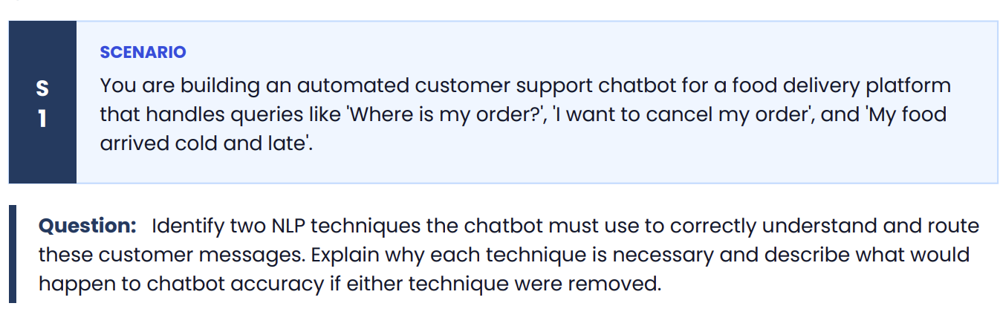 S
1
SCENARIO
You are building an automated customer support chatbot for a food delivery platform
that handles queries like 'Where is my order?', 'I want to cancel my order', and 'My food
arrived cold and late'.
Question: Identify two NLP techniques the chatbot must use to correctly understand and route
these customer messages. Explain why each technique is necessary and describe what would
happen to chatbot accuracy if either technique were removed.